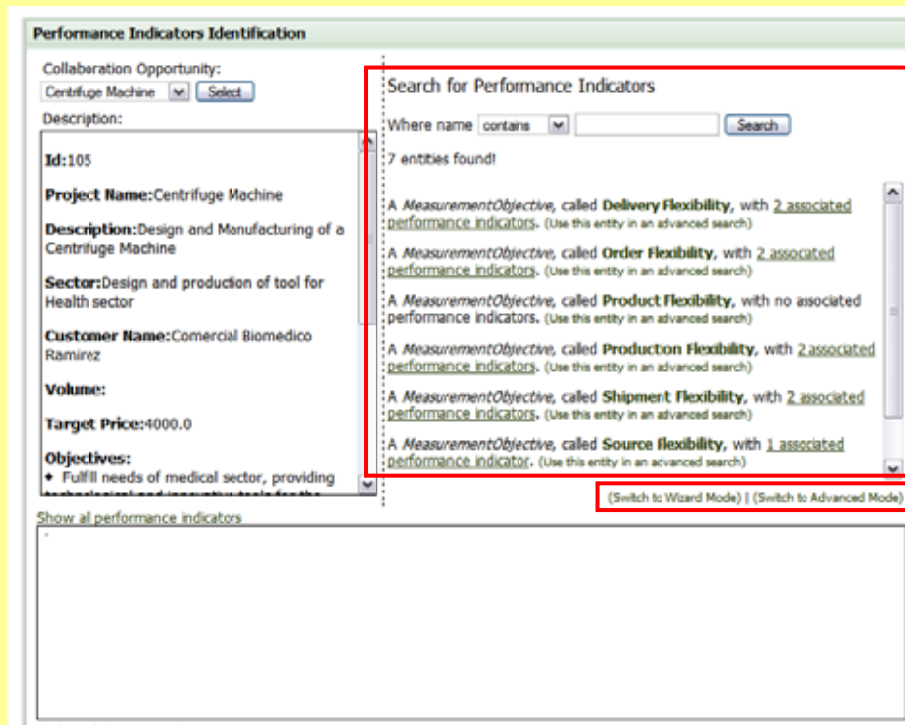 Performance Indicators Identification
Collaboration Opportunity:
Centrifuge Machine Select
Description:
Id:105
Project Name:Centrifuge Machine
Description:Design and Manufacturing of a
Centrifuge Machine
Sector:Design and production of tool for
Health sector
Customer Name:Comercial Biomedico
Ramirez
Volume:
Target Price:4000.0
Objectives:
♦ Fulfill needs of medical sector, providing
Search for Performance Indicators
Where name contains Search
7 entities found!
A MeasurementObjective, called Delivery Flexibility, with 2 associated
performance indicators. (Use this entity in an advanced search)
A MeasurementObjective, called Order Flexibility, with 2 associated
performance indicators. (Use this entity in an advanced search)
A MeasurementObjective, called Product Flexibility, with no associated
performance indicators. (Use this entity in an advanced search)
A MeasurementObjective, called Production Flexibility, with 2 associated
performance indicators. (Use this entity in an advanced search)
A MeasurementObjective, called Shipment Flexibility, with 2 associated
performance indicators. (Use this entity in an advanced search)
A MeasurementObjective, called Source flexibility, with 1 associated
performance indicator. (Use this entity in an advanced search)
(Switch to Wizard Mode) | (Switch to Advanced Mode)
Show al performance indicators